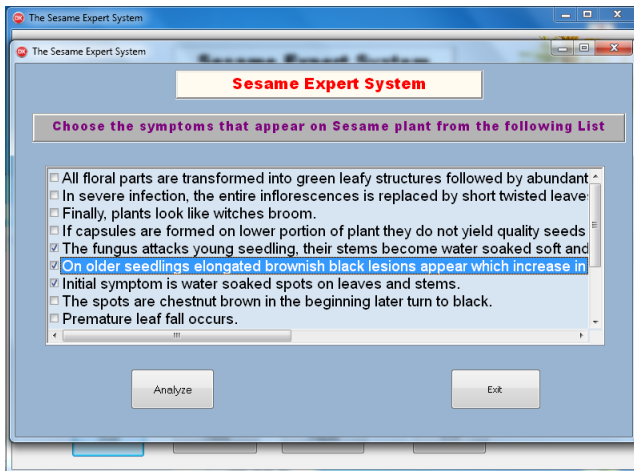 The Sesame Expert System
The Sesame Expert System
Sesame Expert System
Choose the symptoms that appear on Sesame plant from the following List
All floral parts are transformed into green leafy structures followed by abundant
In severe infection, the entire inflorescences is replaced by short twisted leave
Finally, plants look like witches broom.
If capsules are formed on lower portion of plant they do not yield quality seeds
The fungus attacks young seedling, their stems become water soaked soft and
On older seedlings elongated brownish black lesions appear which increase in
Initial symptom is water soaked spots on leaves and stems.
The spots are chestnut brown in the beginning later turn to black.
Premature leaf fall occurs.
Analyze
Exit